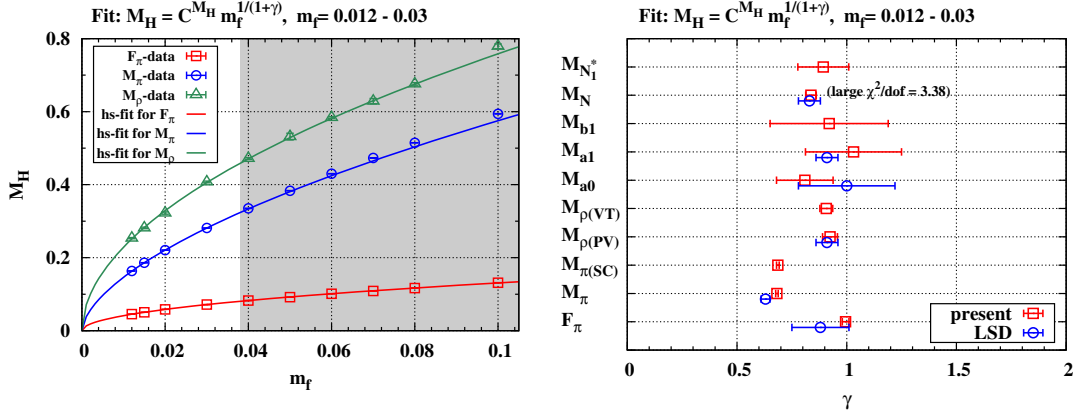 Fit: M_H = C^{M_H} m_f^{1/(1+γ)}, m_f = 0.012 - 0.03
0.8
0.6
0.4
0.2
0
M_H
F_π-data
M_π-data
M_ρ-data
hs-fit for F_π
hs-fit for M_π
hs-fit for M_ρ
0 0.02 0.04 0.06 0.08 0.1
m_f
Fit: M_H = C^{M_H} m_f^{1/(1+γ)}, m_f = 0.012 - 0.03
M_{N_1^*}
M_N
(large χ²/dof = 3.38)
M_{b1}
M_{a1}
M_{a0}
M_{ρ(VT)}
M_{ρ(PV)}
M_{π(SC)}
M_π
F_π
present
LSD
0 0.5 1 1.5 2
γ